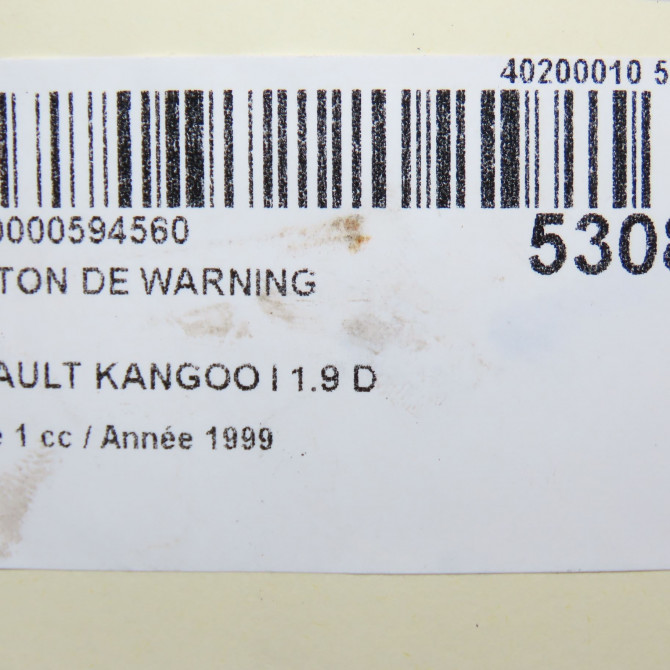 40200010 5
0000594560
5308
TON DE WARNING
AULT KANGOO I 1.9 D
e 1 cc / Année 1999